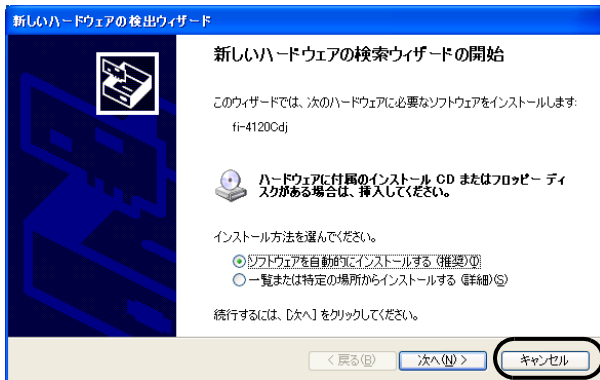 新しいハードウェアの検出ウィザード
新しいハードウェアの検索ウィザードの開始
このウィザードでは、次のハードウェアに必要なソフトウェアをインストールします:
fi-4120Cdj
ハードウェアに付属のインストール CD またはフロッピー ディ
スクがある場合は、挿入してください。
インストール方法を選んでください。
ソフトウェアを自動的にインストールする (推奨)(I)
一覧または特定の場所からインストールする (詳細)(S)
続行するには、[次へ] をクリックしてください。
< 戻る(B)
次へ(N) >
キャンセル